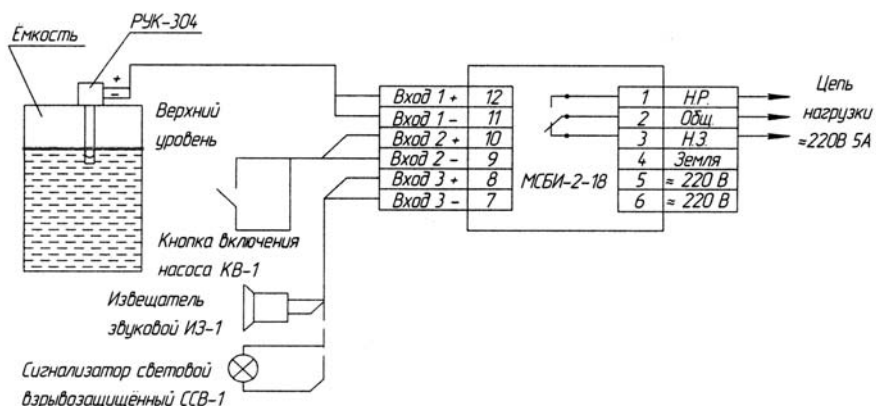 Ёмкость
РУК-304
+
-
Верхний
уровень
Кнопка включения
насоса КВ-1
Извещатель
звуковой ИЗ-1
Сигнализатор световой
взрывозащищённый ССВ-1
Вход 1 + 12
Вход 1 - 11
Вход 2 + 10
Вход 2 - 9
Вход 3 + 8
Вход 3 - 7
МСБИ-2-18
1 Н.Р.
2 Общ.
3 Н.З.
4 Земля
5 ≈ 220 В
6 ≈ 220 В
Цепь
нагрузки
≈220В 5А